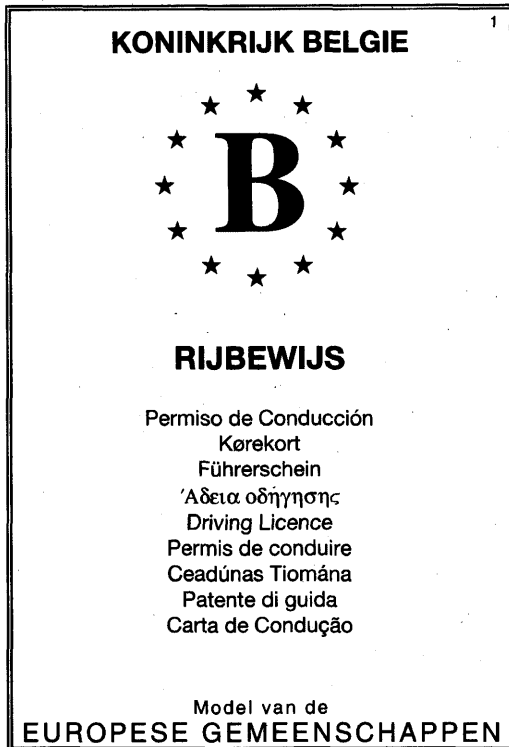 1
KONINKRIJK BELGIE
B
RIJBEWIJS
Permiso de Conducción
Kørekort
Führerschein
Άδεια οδήγησης
Driving Licence
Permis de conduire
Ceadúnas Tiomána
Patente di guida
Carta de Condução
Model van de
EUROPESE GEMEENSCHAPPEN